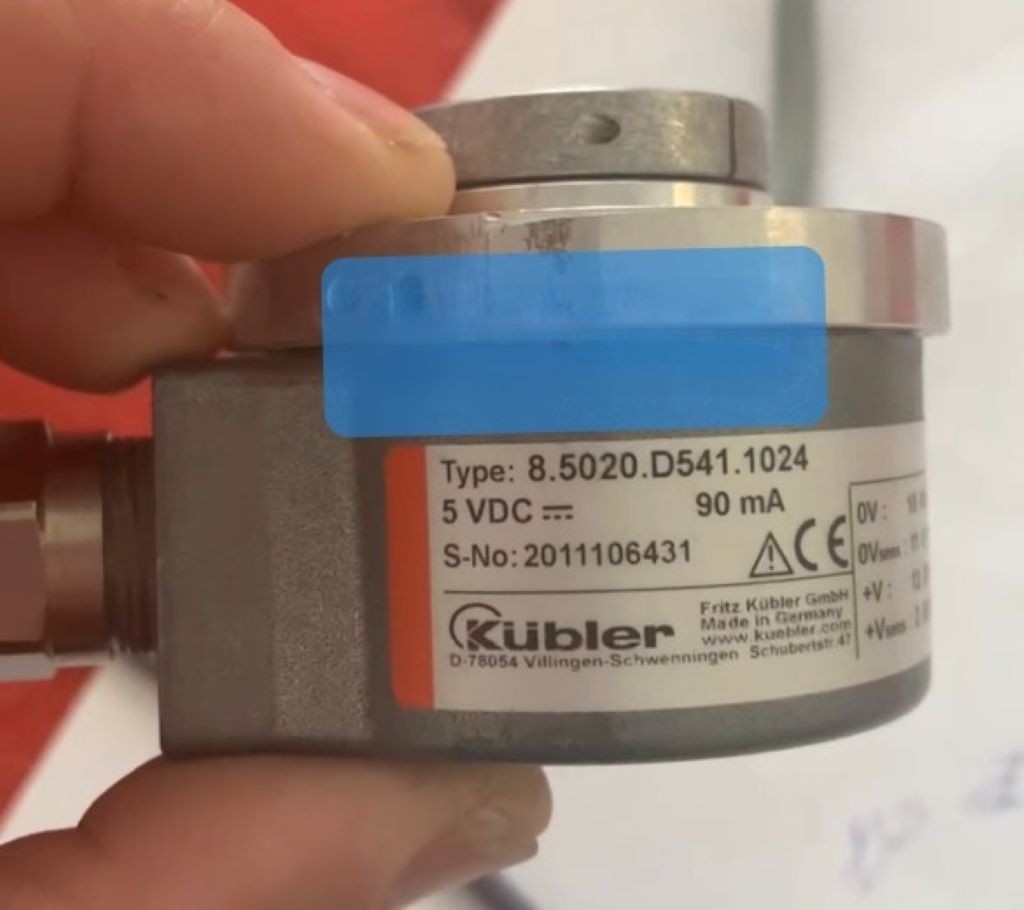 Type: 8.5020.D541.1024
5 VDC ⎓ 90 mA
S-No: 2011106431
CE
Kübler
Fritz Kübler GmbH
Made in Germany
www.kuebler.com
D-78054 Villingen-Schwenningen Schubertstr.47
0V :
0Vsens :
+V :
+Vsens :